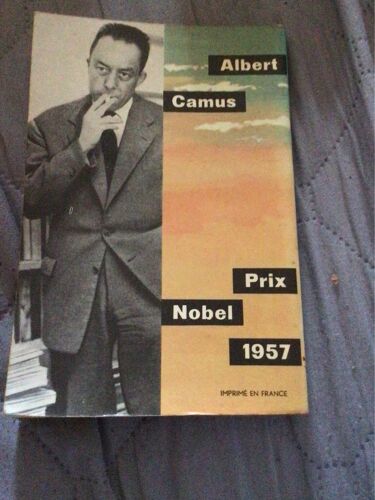 Albert
Camus
Prix
Nobel
1957
IMPRIMÉ EN FRANCE